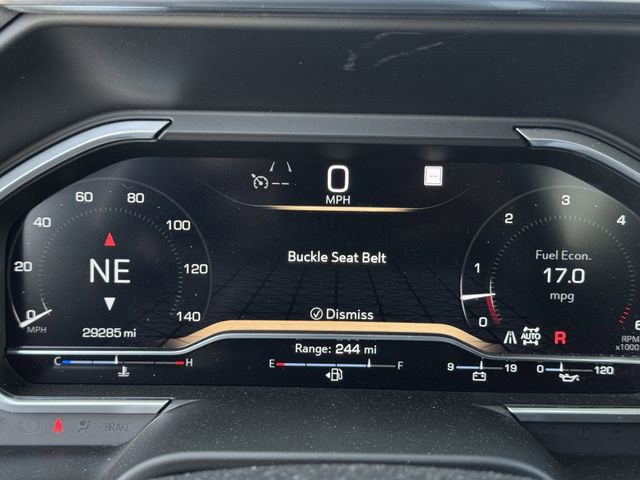 0
MPH
Buckle Seat Belt
Dismiss
0
20
40
60
80
100
120
140
MPH
NE
29285 mi
0
1
2
3
4
Fuel Econ.
17.0
mpg
AUTO
R
RPM
x1000
Range: 244 mi
C H
E F
9 19
0 120
BRAKE